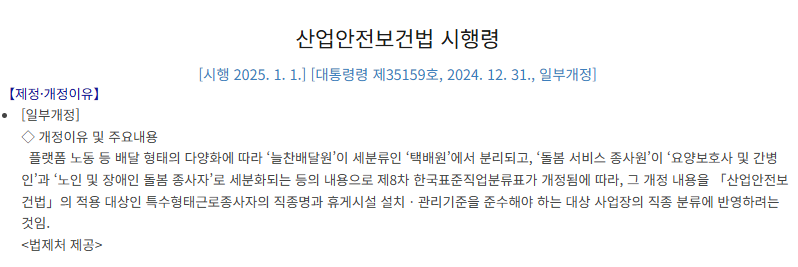 산업안전보건법 시행령
[시행 2025. 1. 1.] [대통령령 제35159호, 2024. 12. 31., 일부개정]
【제정·개정이유】
• [일부개정]
◇ 개정이유 및 주요내용
플랫폼 노동 등 배달 형태의 다양화에 따라 ‘늘찬배달원’이 세분류인 ‘택배원’에서 분리되고, ‘돌봄 서비스 종사원’이 ‘요양보호사 및 간병
인’과 ‘노인 및 장애인 돌봄 종사자’로 세분화되는 등의 내용으로 제8차 한국표준직업분류표가 개정됨에 따라, 그 개정 내용을 「산업안전보
건법」의 적용 대상인 특수형태근로종사자의 직종명과 휴게시설 설치ㆍ관리기준을 준수해야 하는 대상 사업장의 직종 분류에 반영하려는
것임.
<법제처 제공>